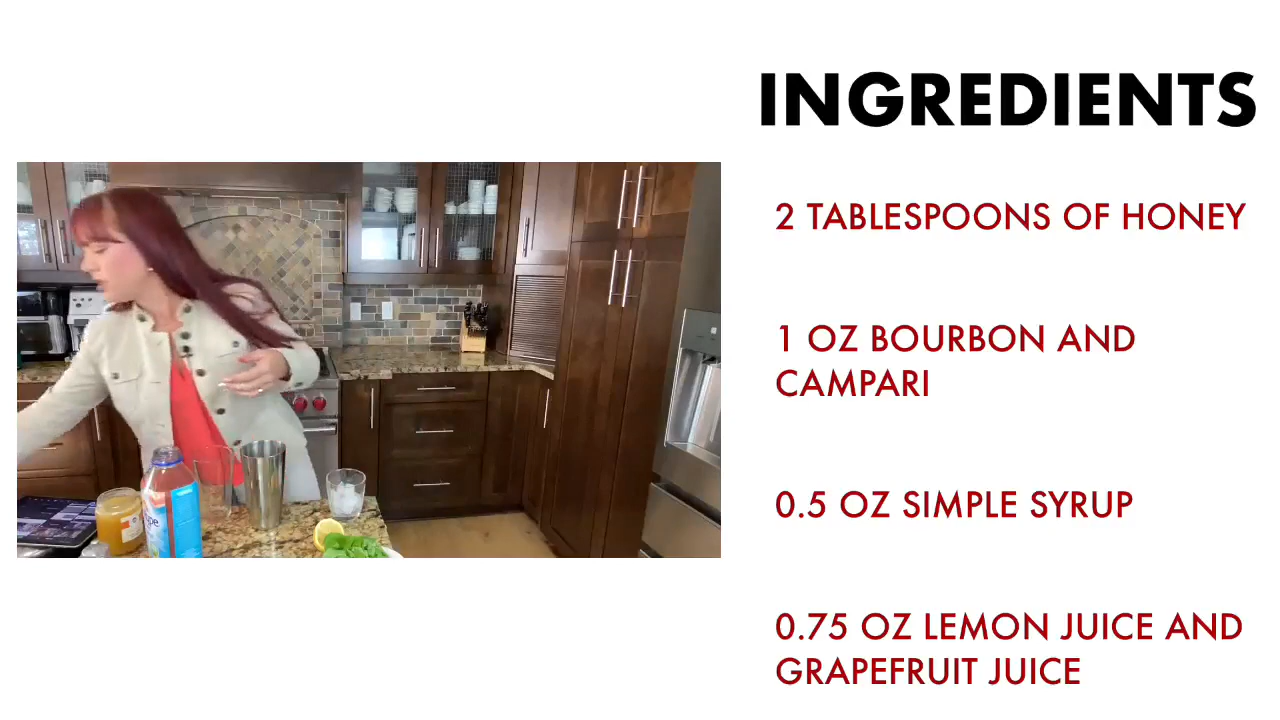 INGREDIENTS
2 TABLESPOONS OF HONEY
1 OZ BOURBON AND
CAMPARI
0.5 OZ SIMPLE SYRUP
0.75 OZ LEMON JUICE AND
GRAPEFRUIT JUICE